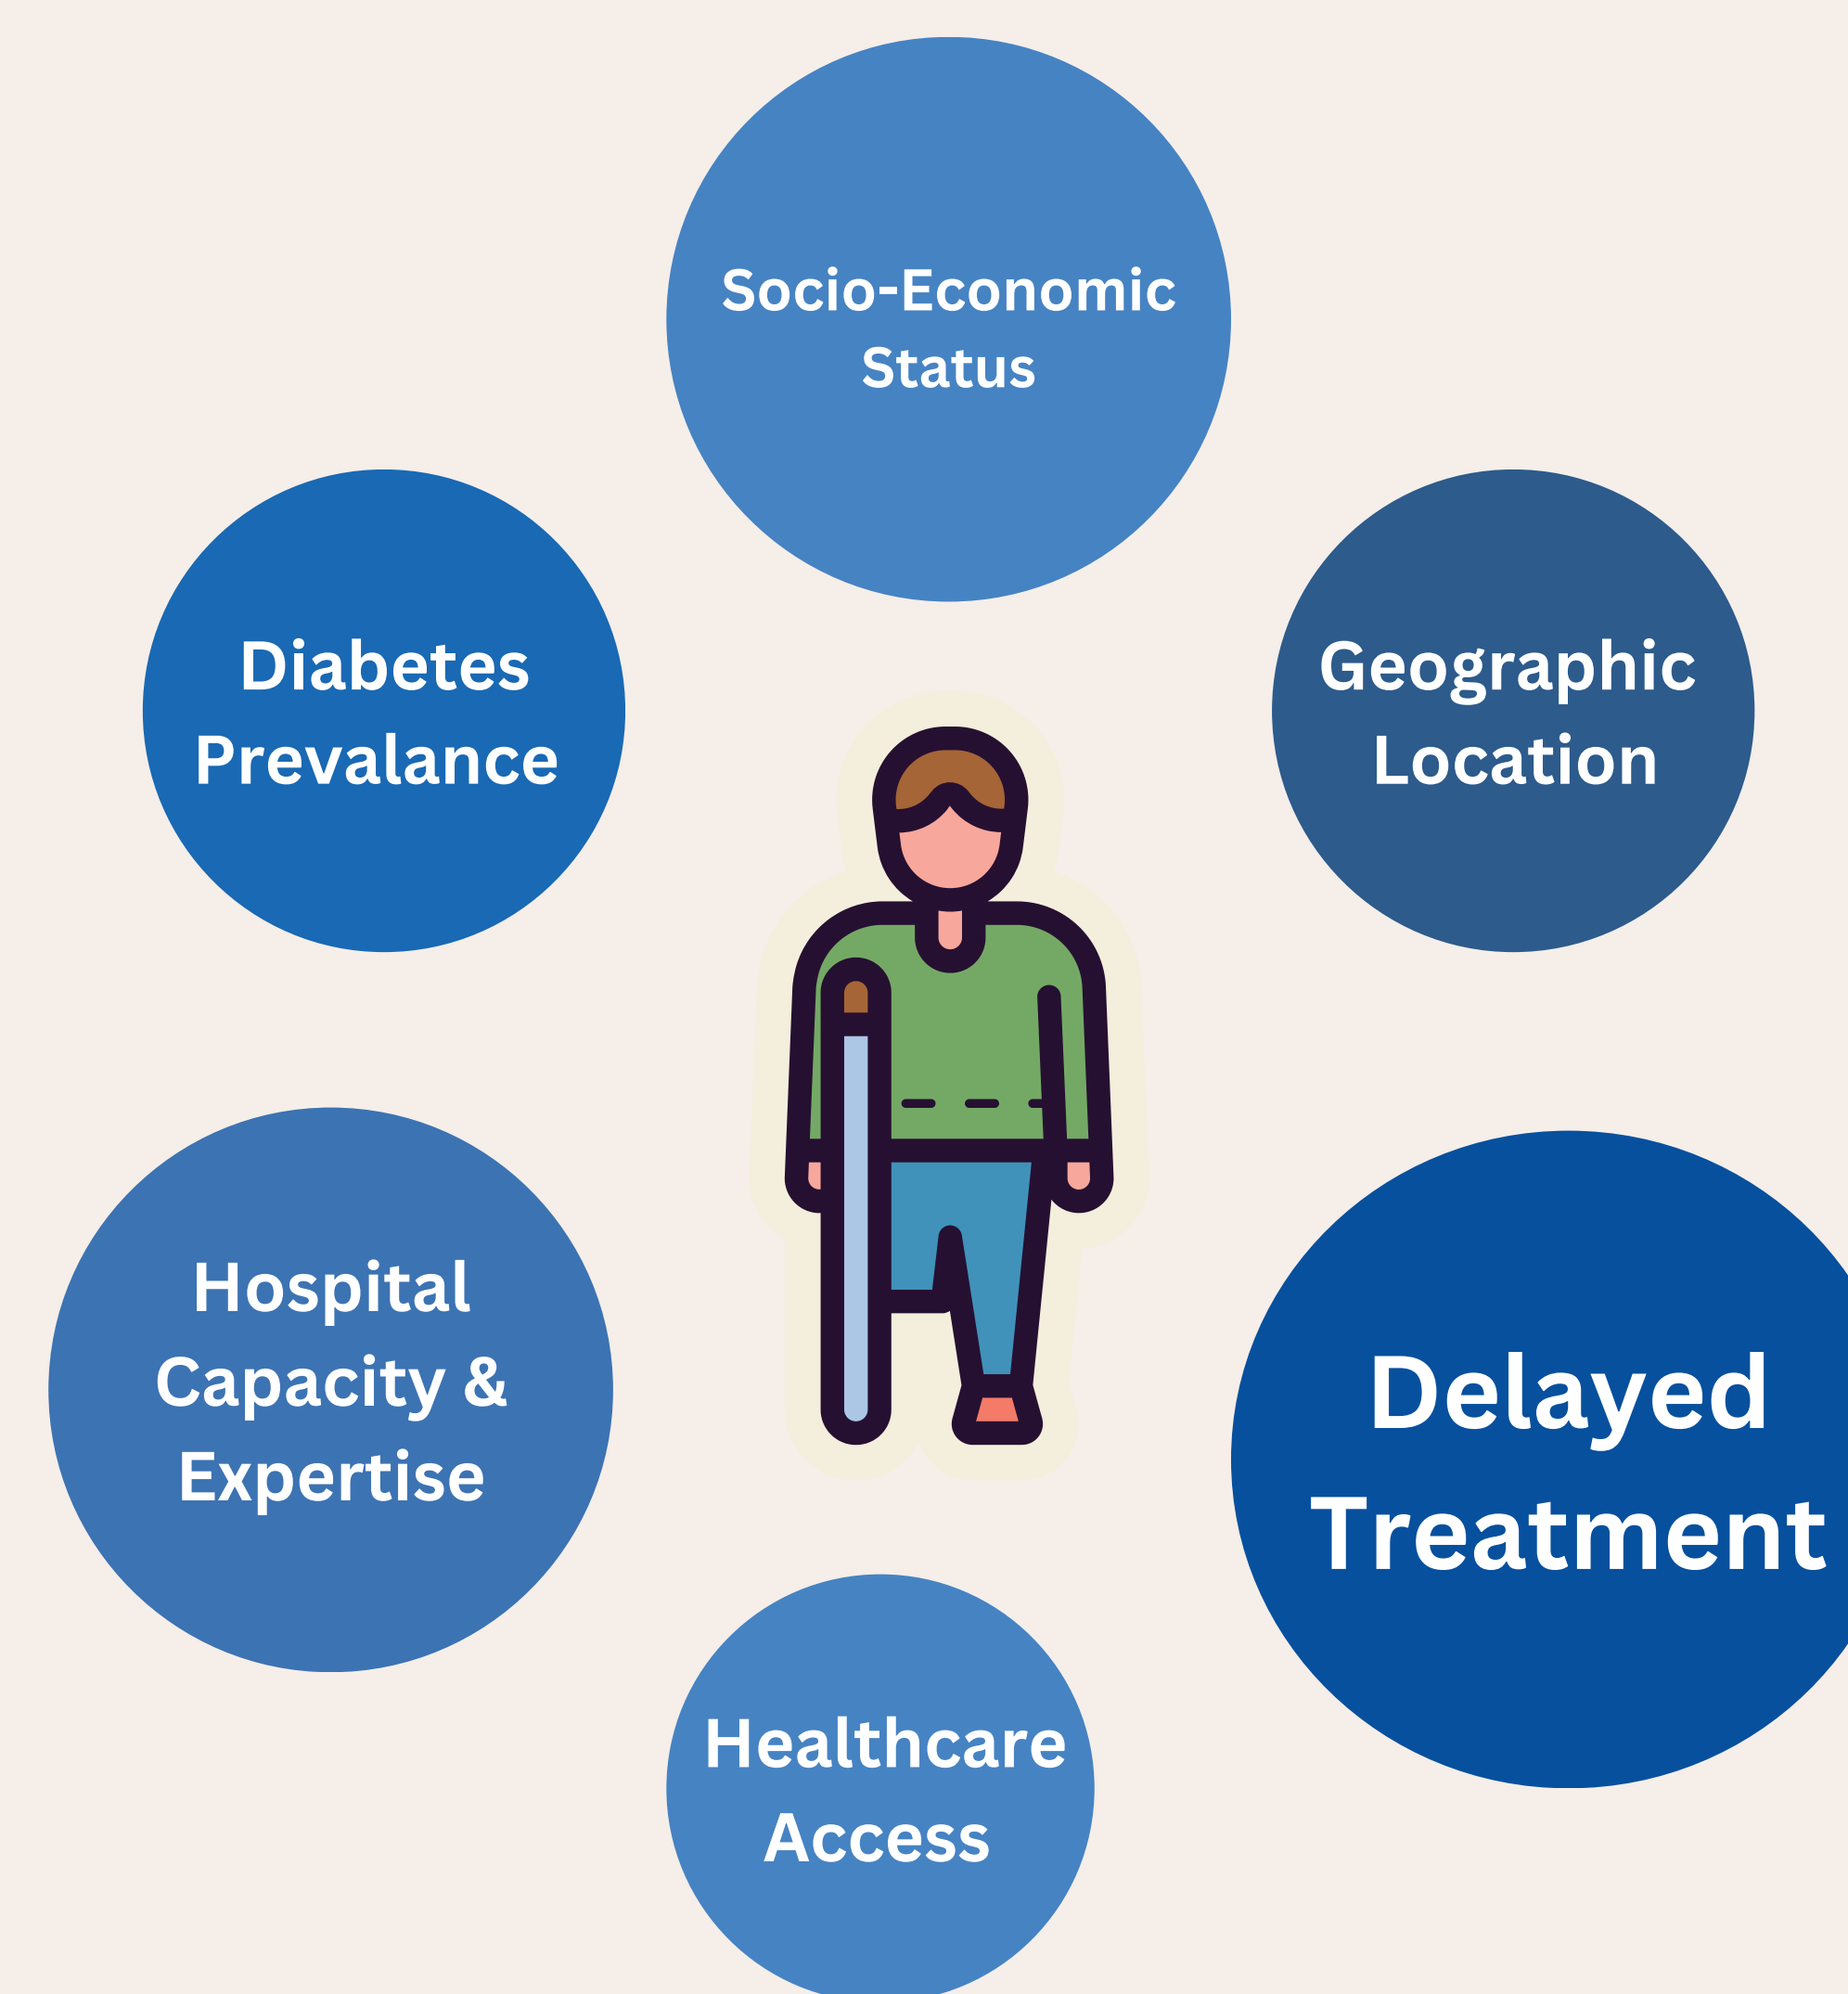 Socio-Economic
Status
Diabetes
Prevalance
Geographic
Location
Hospital
Capacity &
Expertise
Delayed
Treatment
Healthcare
Access